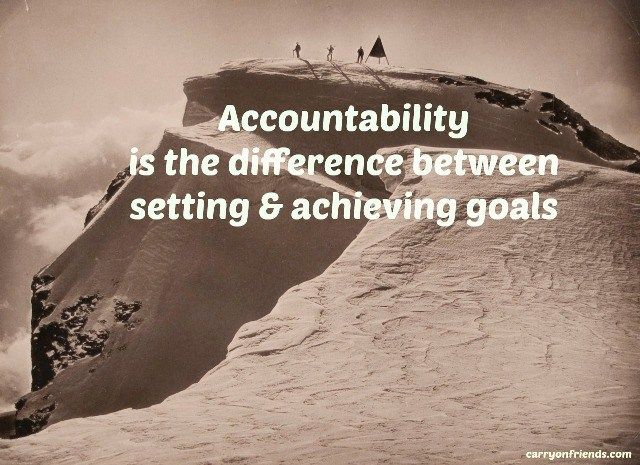 Accountability
is the difference between
setting & achieving goals
carryonfriends.com